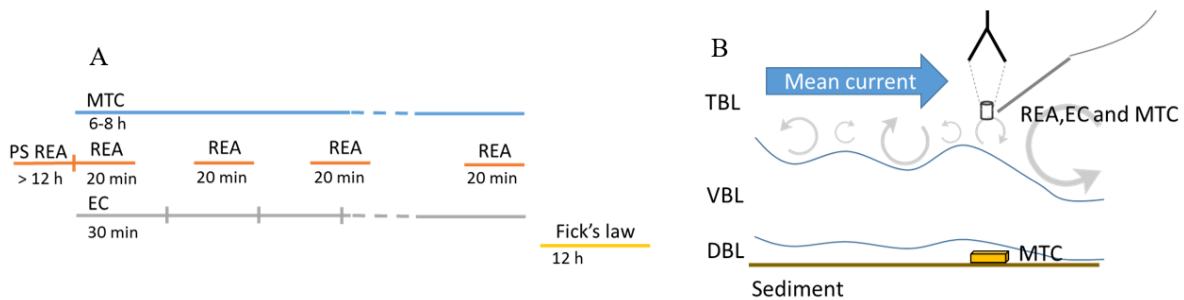 A
MTC
6-8 h
PS REA
REA
REA
REA
REA
> 12 h
20 min
20 min
20 min
20 min
EC
30 min
Fick's law
12 h
B
Mean current
TBL
REA,EC and MTC
VBL
DBL
MTC
Sediment